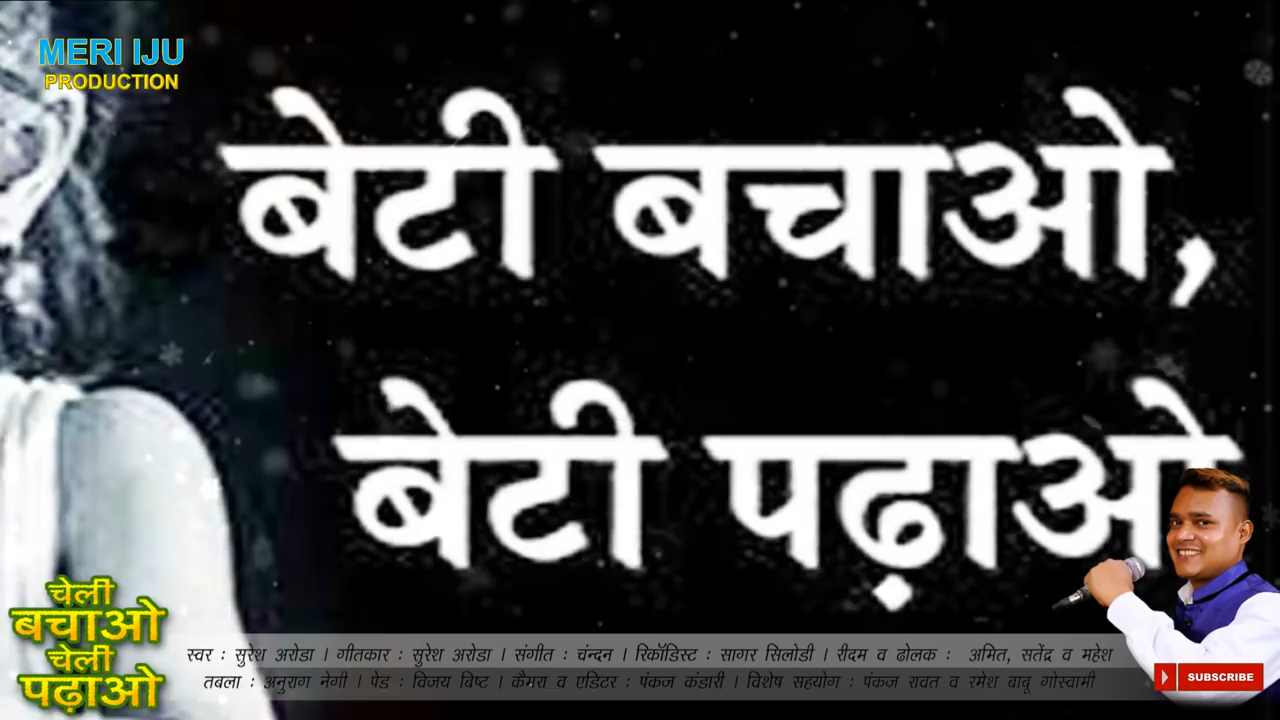 MERI IJU
PRODUCTION
बेटी बचाओ,
बेटी पढ़ाओ
चेली
बचाओ
चेली
पढ़ाओ
स्वर : सुरेश अरोडा । गीतकार : सुरेश अरोडा । संगीत : चंन्दन । रिकॉडिस्ट : सागर सिलोडी । रीदम व ढोलक : अमित, सतेंद्र व महेश
तबला : अनुराग नेगी । पेड : विजय बिष्ट । कैमरा व एडिटर : पंकज कंडारी । विशेष सहयोग : पंकज रावत व रमेश बाबू गोस्वामी
SUBSCRIBE